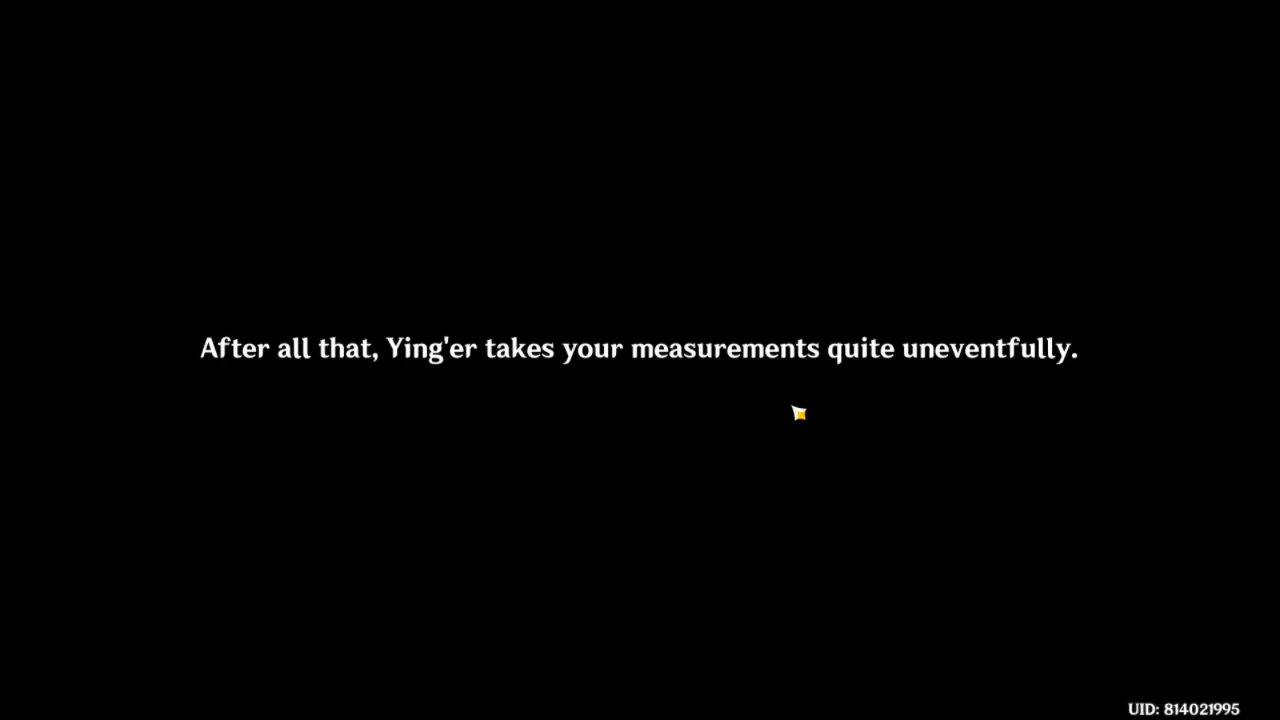 After all that, Ying'er takes your measurements quite uneventfully.
UID: 814021995